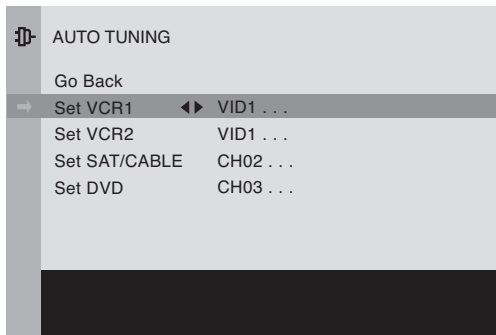 AUTO TUNING
Go Back
Set VCR1 VID1 . . .
Set VCR2 VID1 . . .
Set SAT/CABLE CH02 . . .
Set DVD CH03 . . .